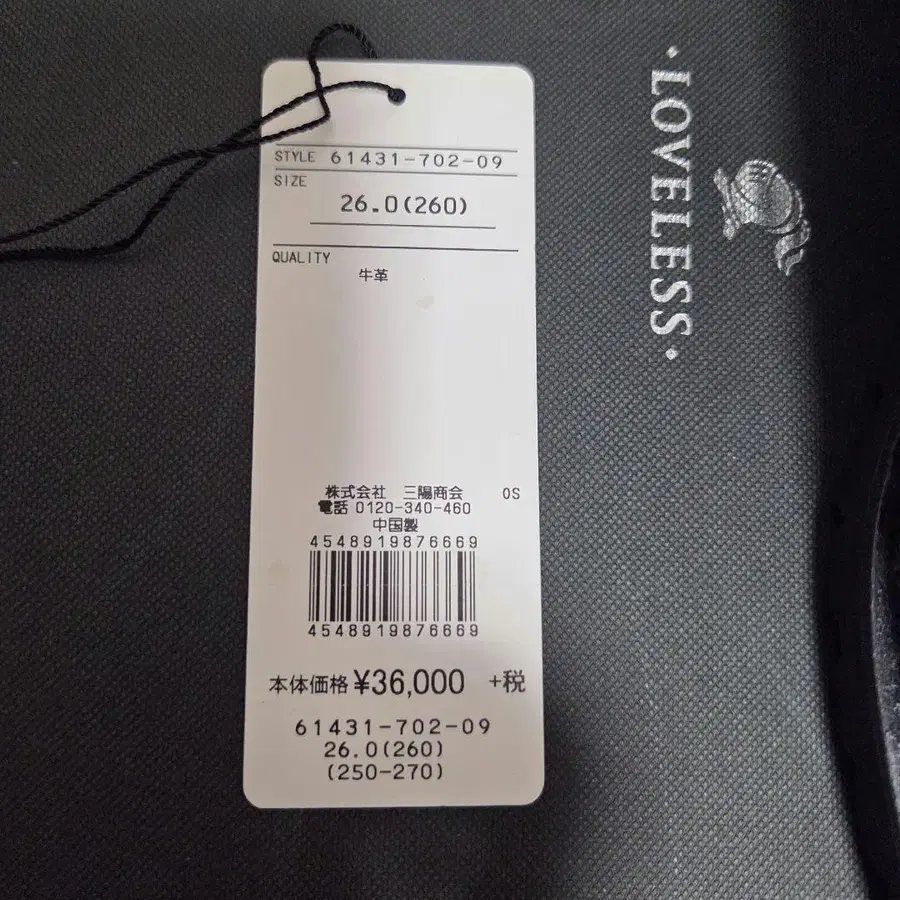 STYLE 61431-702-09
SIZE
26.0(260)
QUALITY
牛革
株式会社 三陽商会 OS
電話 0120-340-460
中国製
4548919876669
4548919876669
本体価格 ¥36,000 +税
61431-702-09
26.0(260)
(250-270)
·LOVELESS·